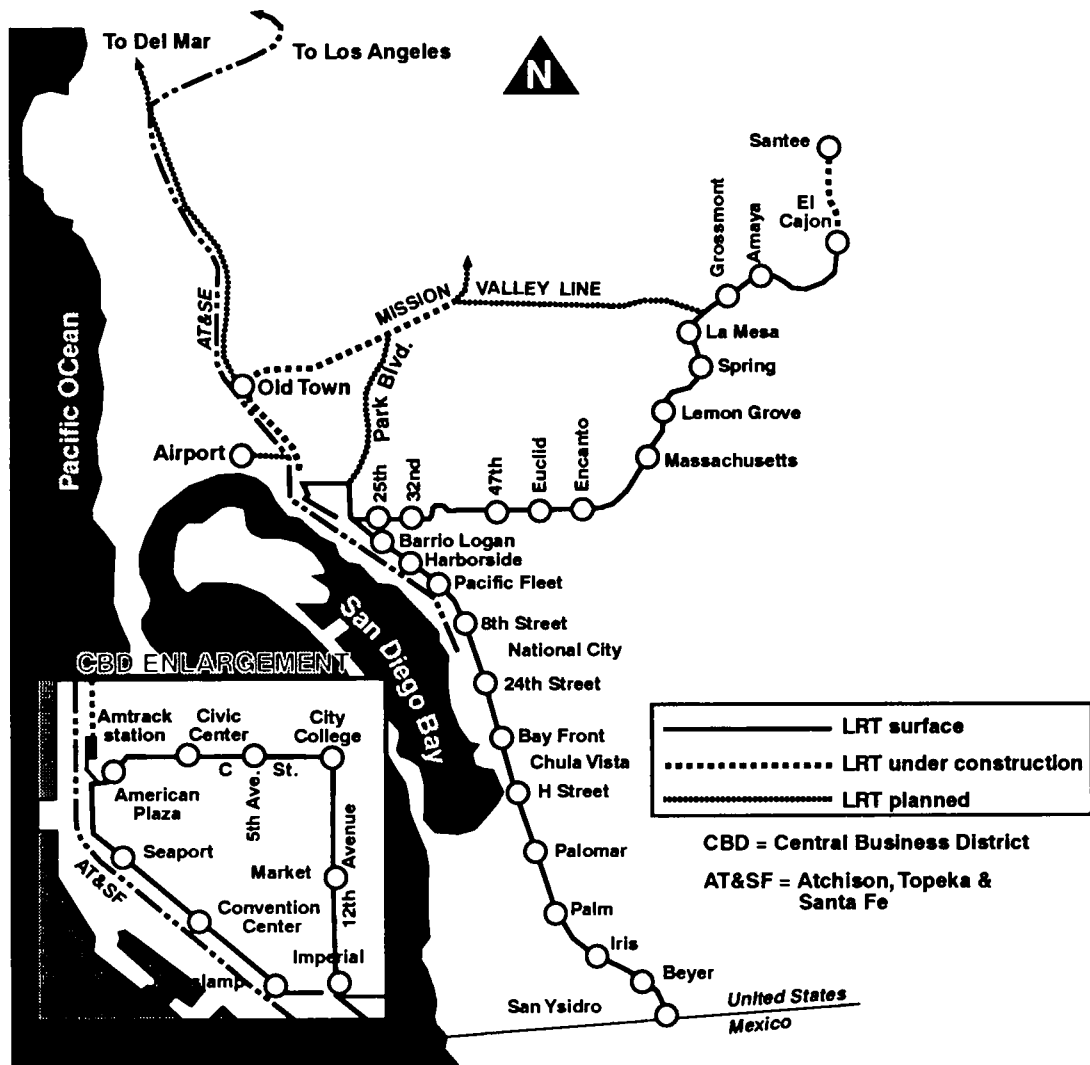 To Del Mar
To Los Angeles
N
Santee
El
Cajon
Grossmont
Amaya
AT&SE
MISSION
VALLEY LINE
Park Blvd.
La Mesa
Spring
Old Town
Lemon Grove
Pacific OCean
Airport
Massachusetts
25th
32nd
47th
Euclid
Encanto
Barrio Logan
Harborside
Pacific Fleet
San Diego Bay
8th Street
National City
24th Street
Bay Front
Chula Vista
H Street
Palomar
Palm
Iris
Beyer
San Ysidro
United States
Mexico
CBD ENLARGEMENT
Amtrack
station
Civic
Center
City
College
C St.
5th Ave.
American
Plaza
Seaport
AT&SF
Market
12th Avenue
Convention
Center
Imperial
LRT surface
LRT under construction
LRT planned
CBD = Central Business District
AT&SF = Atchison, Topeka &
Santa Fe